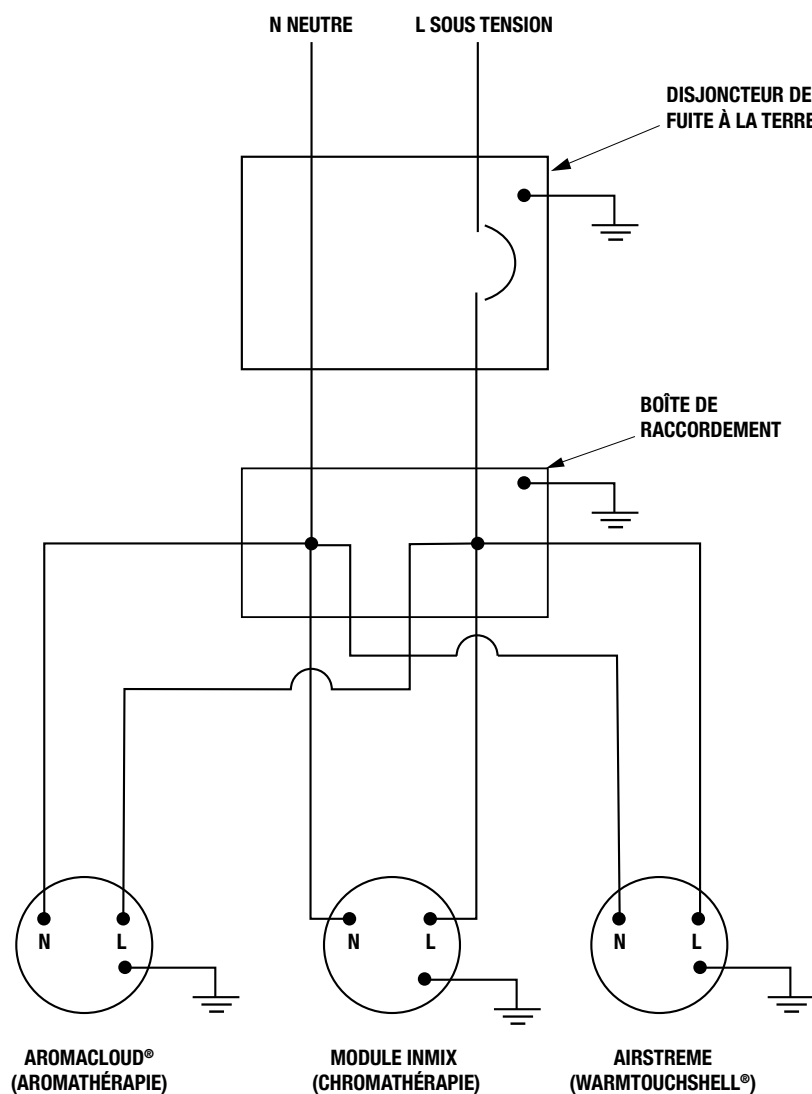 N NEUTRE
L SOUS TENSION
DISJONCTEUR DE
FUITE À LA TERRE
BOÎTE DE
RACCORDEMENT
N
L
N
L
N
L
AROMACLOUD®
(AROMATHÉRAPIE)
MODULE INMIX
(CHROMATHÉRAPIE)
AIRSTREME
(WARMTOUCHSHELL®)